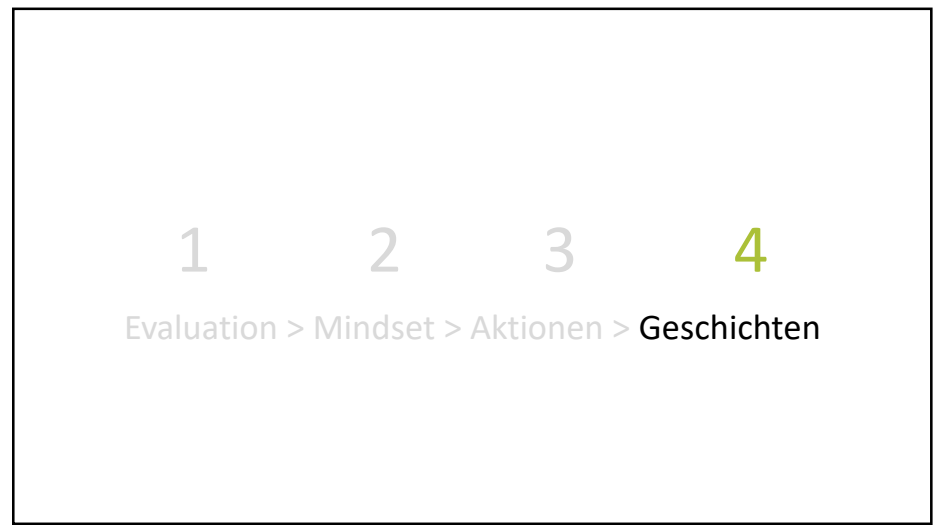 1 2 3 4
Evaluation > Mindset > Aktionen > Geschichten